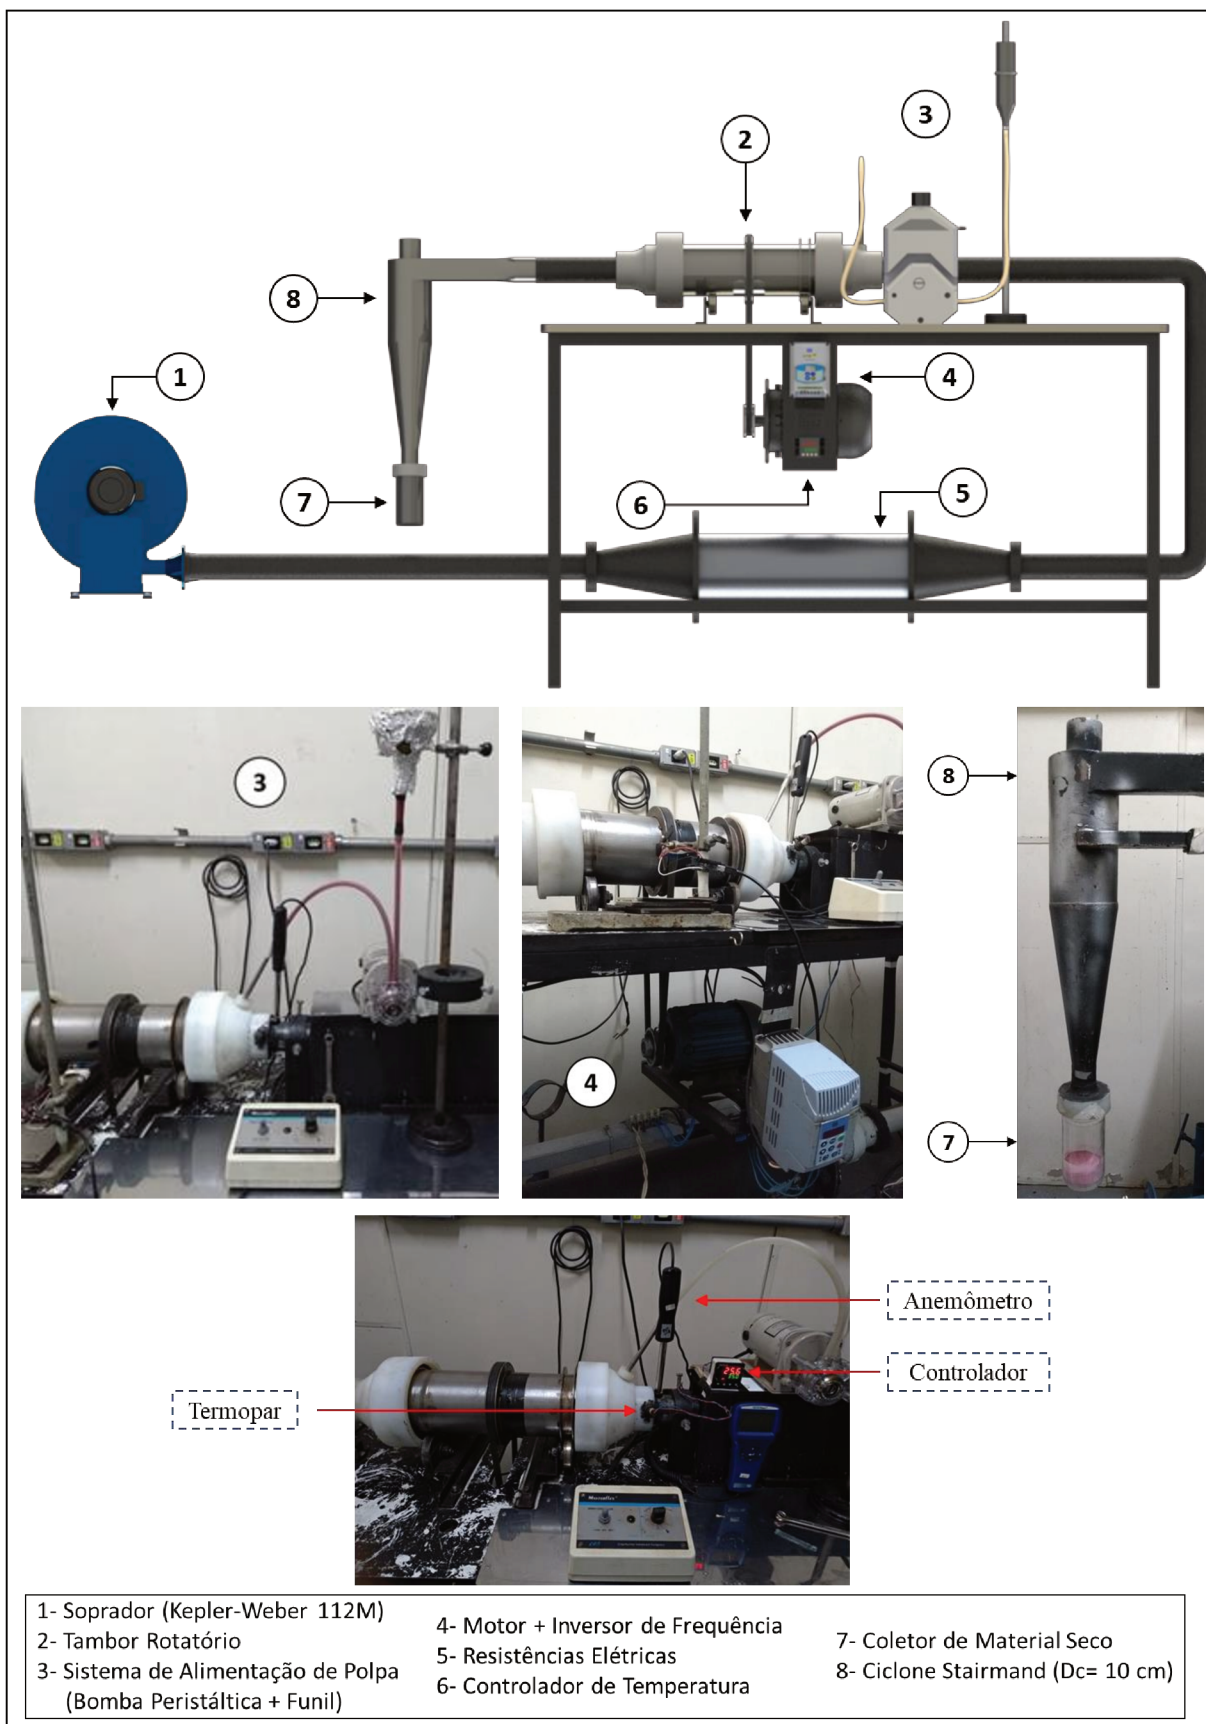 2
3
8
1
4
7
6
5
3
4
8
7
Anemômetro
Controlador
Termopar
25.6
1- Soprador (Kepler-Weber 112M)
2- Tambor Rotatório
3- Sistema de Alimentação de Polpa
(Bomba Peristáltica + Funil)
4- Motor + Inversor de Frequência
5- Resistências Elétricas
6- Controlador de Temperatura
7- Coletor de Material Seco
8- Ciclone Stairmand (Dc= 10 cm)